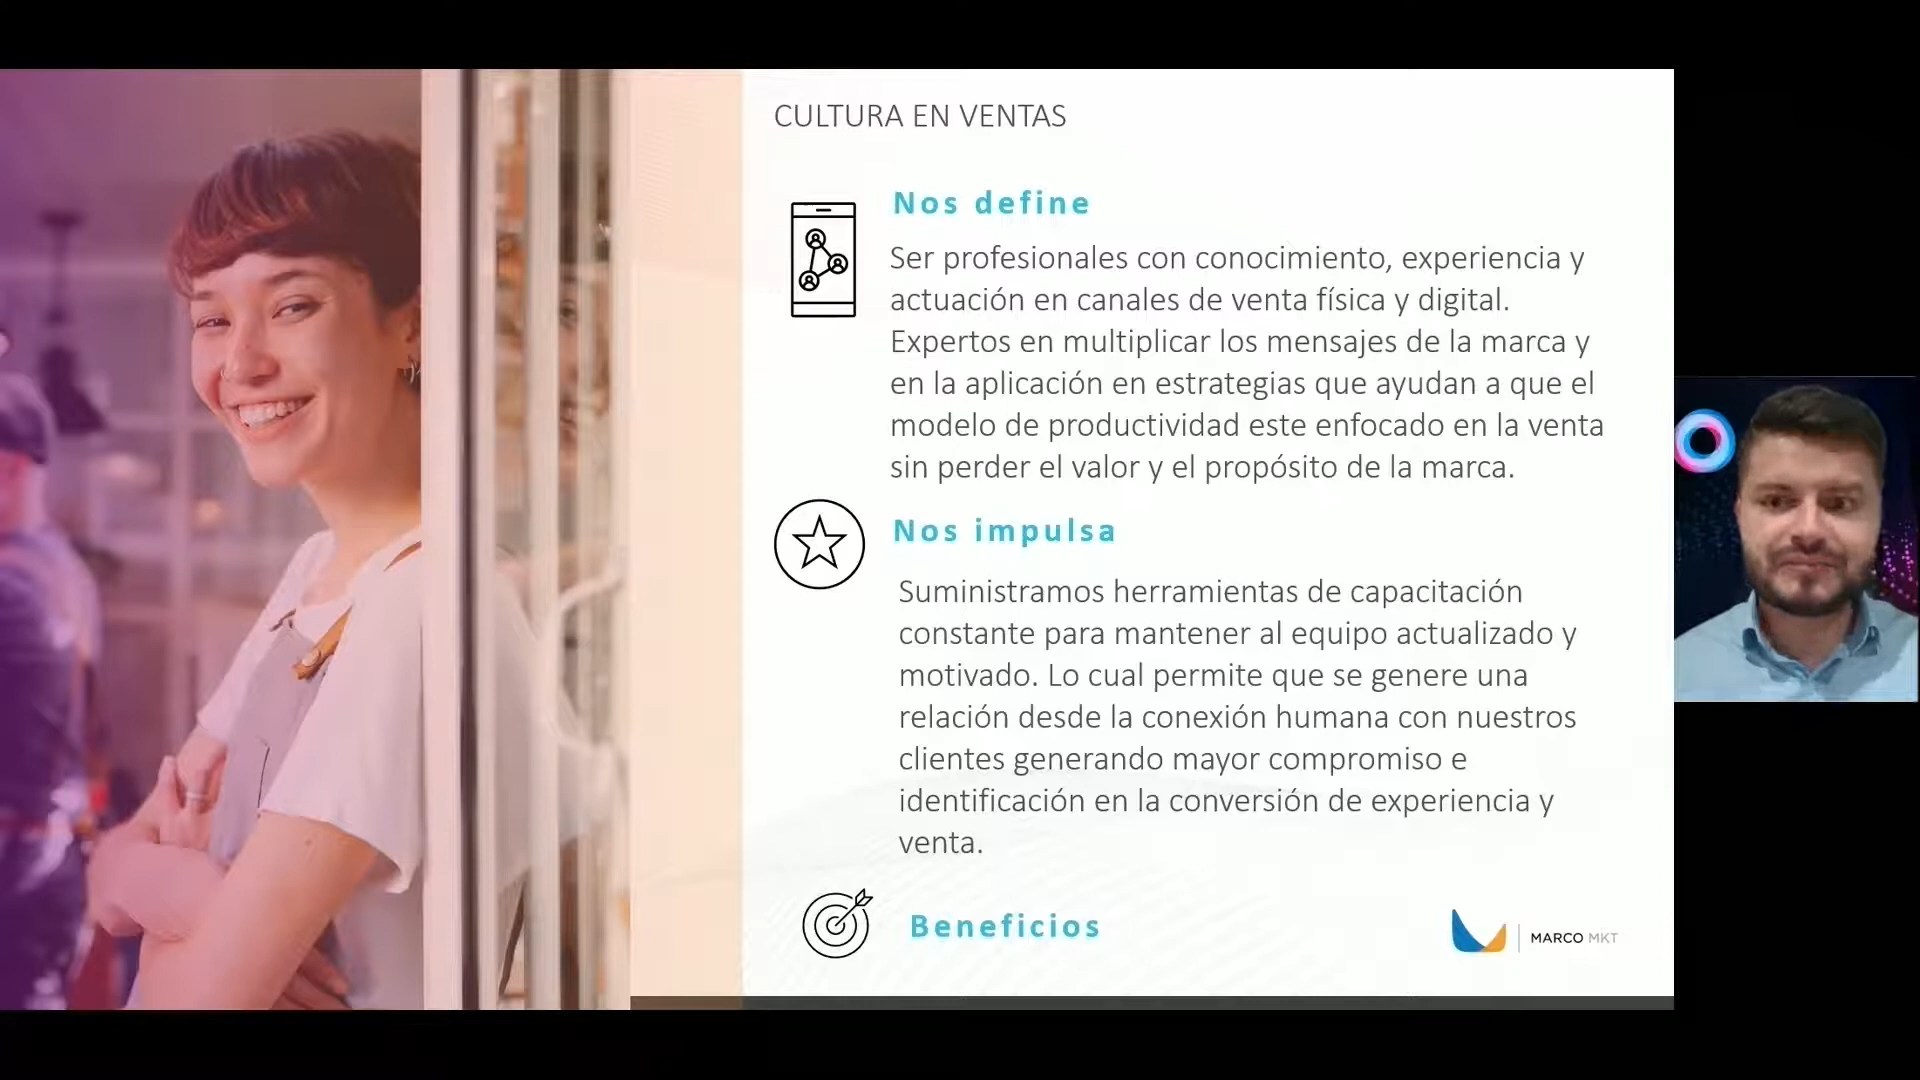 CULTURA EN VENTAS
Nos define
Ser profesionales con conocimiento, experiencia y
actuación en canales de venta física y digital.
Expertos en multiplicar los mensajes de la marca y
en la aplicación en estrategias que ayudan a que el
modelo de productividad este enfocado en la venta
sin perder el valor y el propósito de la marca.
Nos impulsa
Suministramos herramientas de capacitación
constante para mantener al equipo actualizado y
motivado. Lo cual permite que se genere una
relación desde la conexión humana con nuestros
clientes generando mayor compromiso e
identificación en la conversión de experiencia y
venta.
Beneficios
MARCO MKT